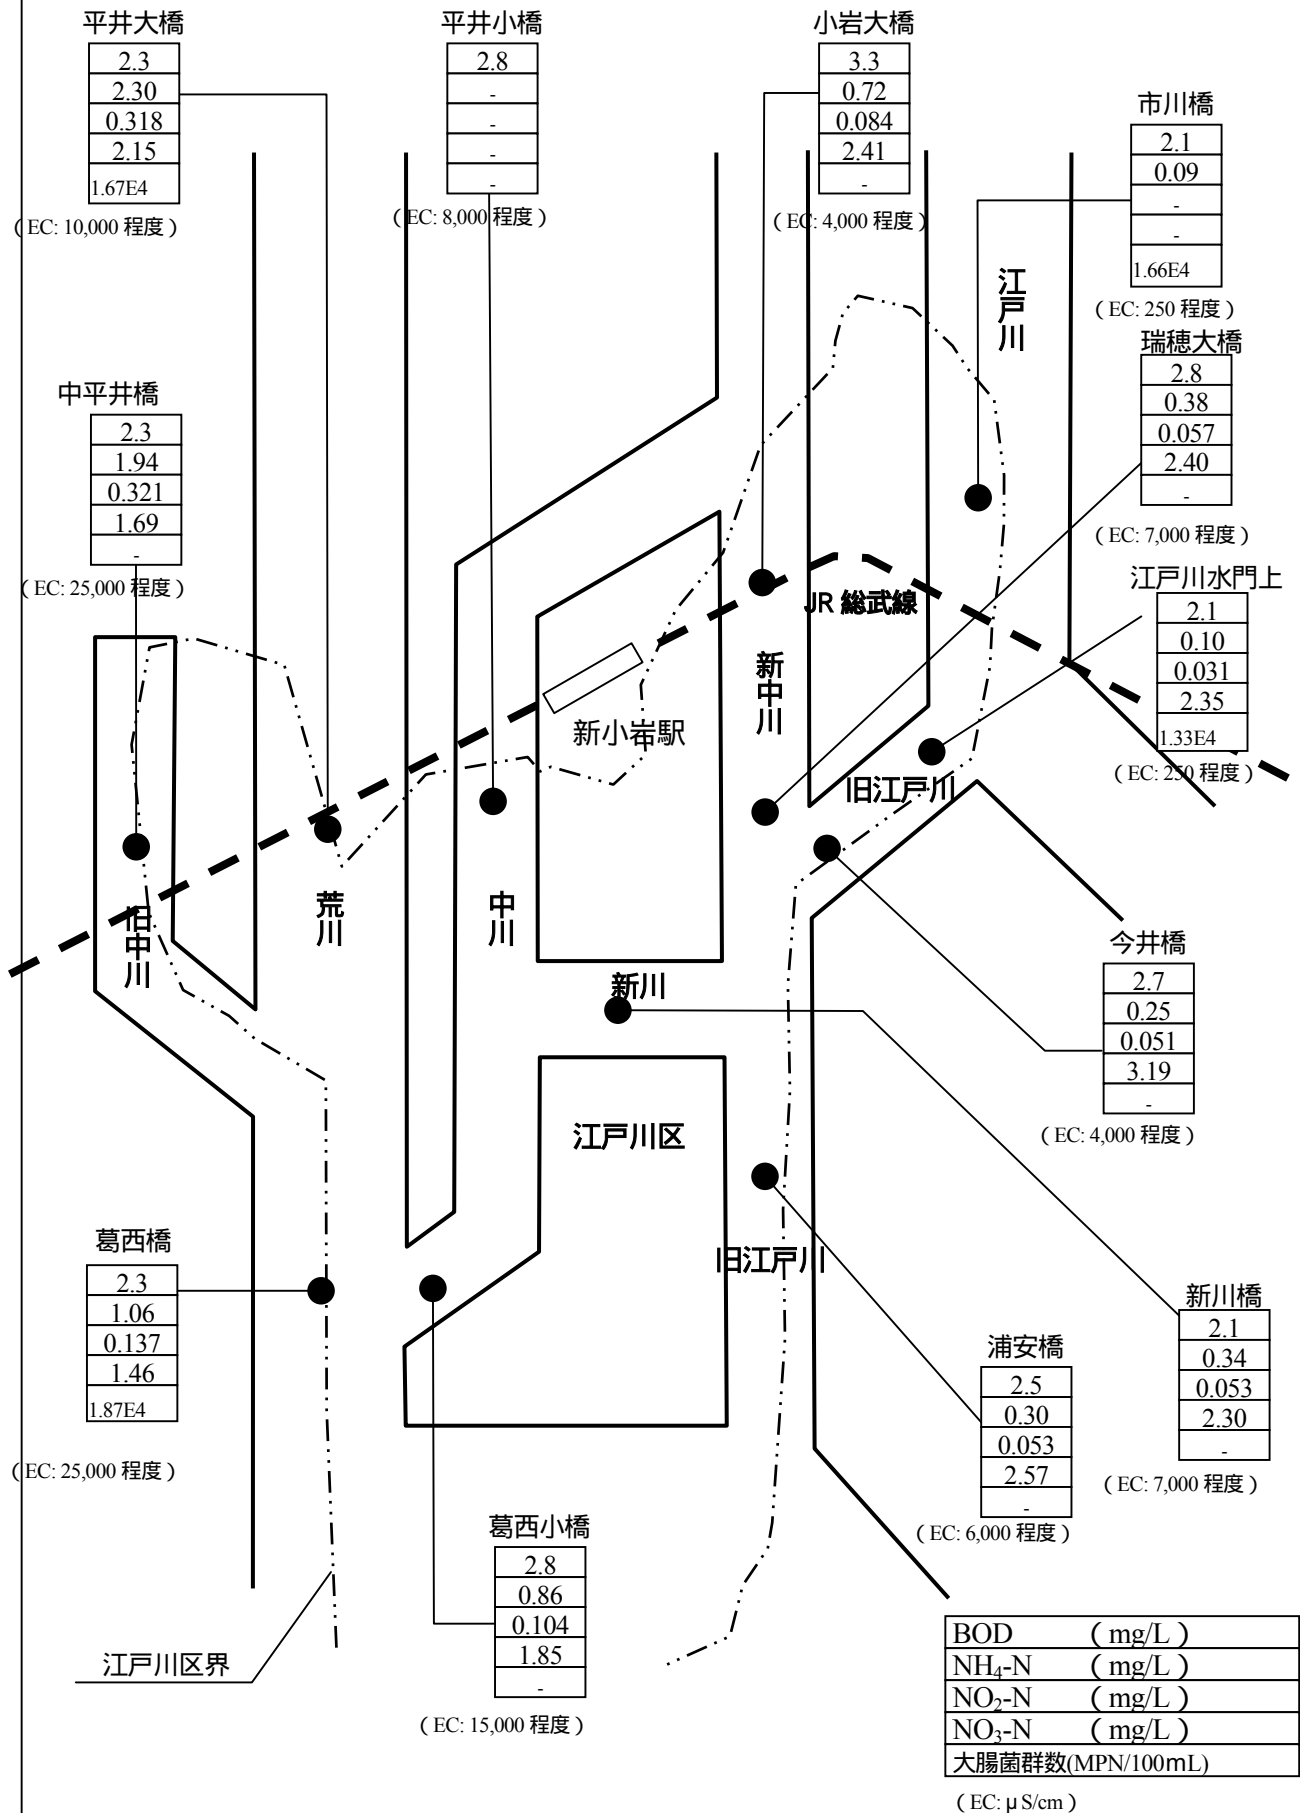 平井大橋
2.3
2.30
0.318
2.15
1.67E4
（EC: 10,000 程度）
平井小橋
2.8
-
-
-
-
（EC: 8,000 程度）
小岩大橋
3.3
0.72
0.084
2.41
-
（EC: 4,000 程度）
市川橋
2.1
0.09
-
-
1.66E4
（EC: 250 程度）
江戸川
瑞穂大橋
2.8
0.38
0.057
2.40
-
（EC: 7,000 程度）
中平井橋
2.3
1.94
0.321
1.69
-
（EC: 25,000 程度）
江戸川水門上
2.1
0.10
0.031
2.35
1.33E4
（EC: 250 程度）
JR 総武線
新中川
新小岩駅
旧江戸川
旧中川
荒川
中川
新川
今井橋
2.7
0.25
0.051
3.19
-
（EC: 4,000 程度）
江戸川区
旧江戸川
葛西橋
2.3
1.06
0.137
1.46
1.87E4
（EC: 25,000 程度）
新川橋
2.1
0.34
0.053
2.30
-
（EC: 7,000 程度）
浦安橋
2.5
0.30
0.053
2.57
-
（EC: 6,000 程度）
葛西小橋
2.8
0.86
0.104
1.85
-
（EC: 15,000 程度）
江戸川区界
BOD （mg/L）
NH₄-N （mg/L）
NO₂-N （mg/L）
NO₃-N （mg/L）
大腸菌群数(MPN/100mL)
（EC: μS/cm）